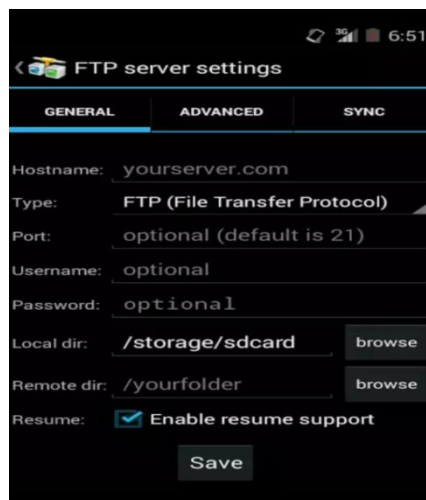 3G 6:51
FTP server settings
GENERAL ADVANCED SYNC
Hostname: yourserver.com
Type: FTP (File Transfer Protocol)
Port: optional (default is 21)
Username: optional
Password: optional
Local dir: /storage/sdcard browse
Remote dir: /yourfolder browse
Resume: Enable resume support
Save